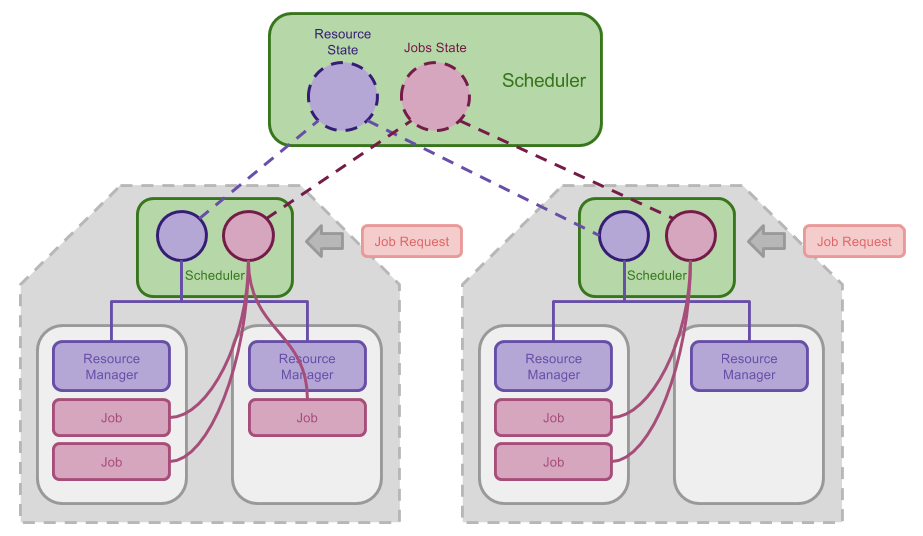 Resource
State
Jobs State
Scheduler
Job Request
Scheduler
Resource
Manager
Job
Job
Resource
Manager
Job
Job Request
Scheduler
Resource
Manager
Job
Job
Resource
Manager